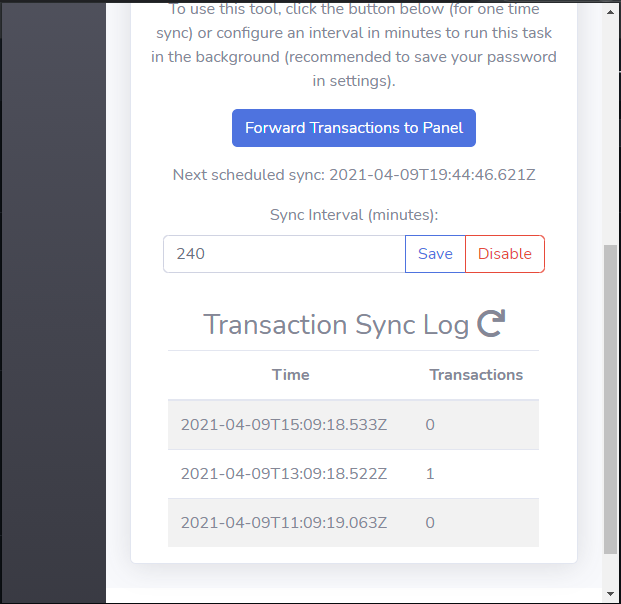 To use this tool, click the button below (for one time
sync) or configure an interval in minutes to run this task
in the background (recommended to save your password
in settings).
Forward Transactions to Panel
Next scheduled sync: 2021-04-09T19:44:46.621Z
Sync Interval (minutes):
240 Save Disable
Transaction Sync Log
Time Transactions
2021-04-09T15:09:18.533Z 0
2021-04-09T13:09:18.522Z 1
2021-04-09T11:09:19.063Z 0